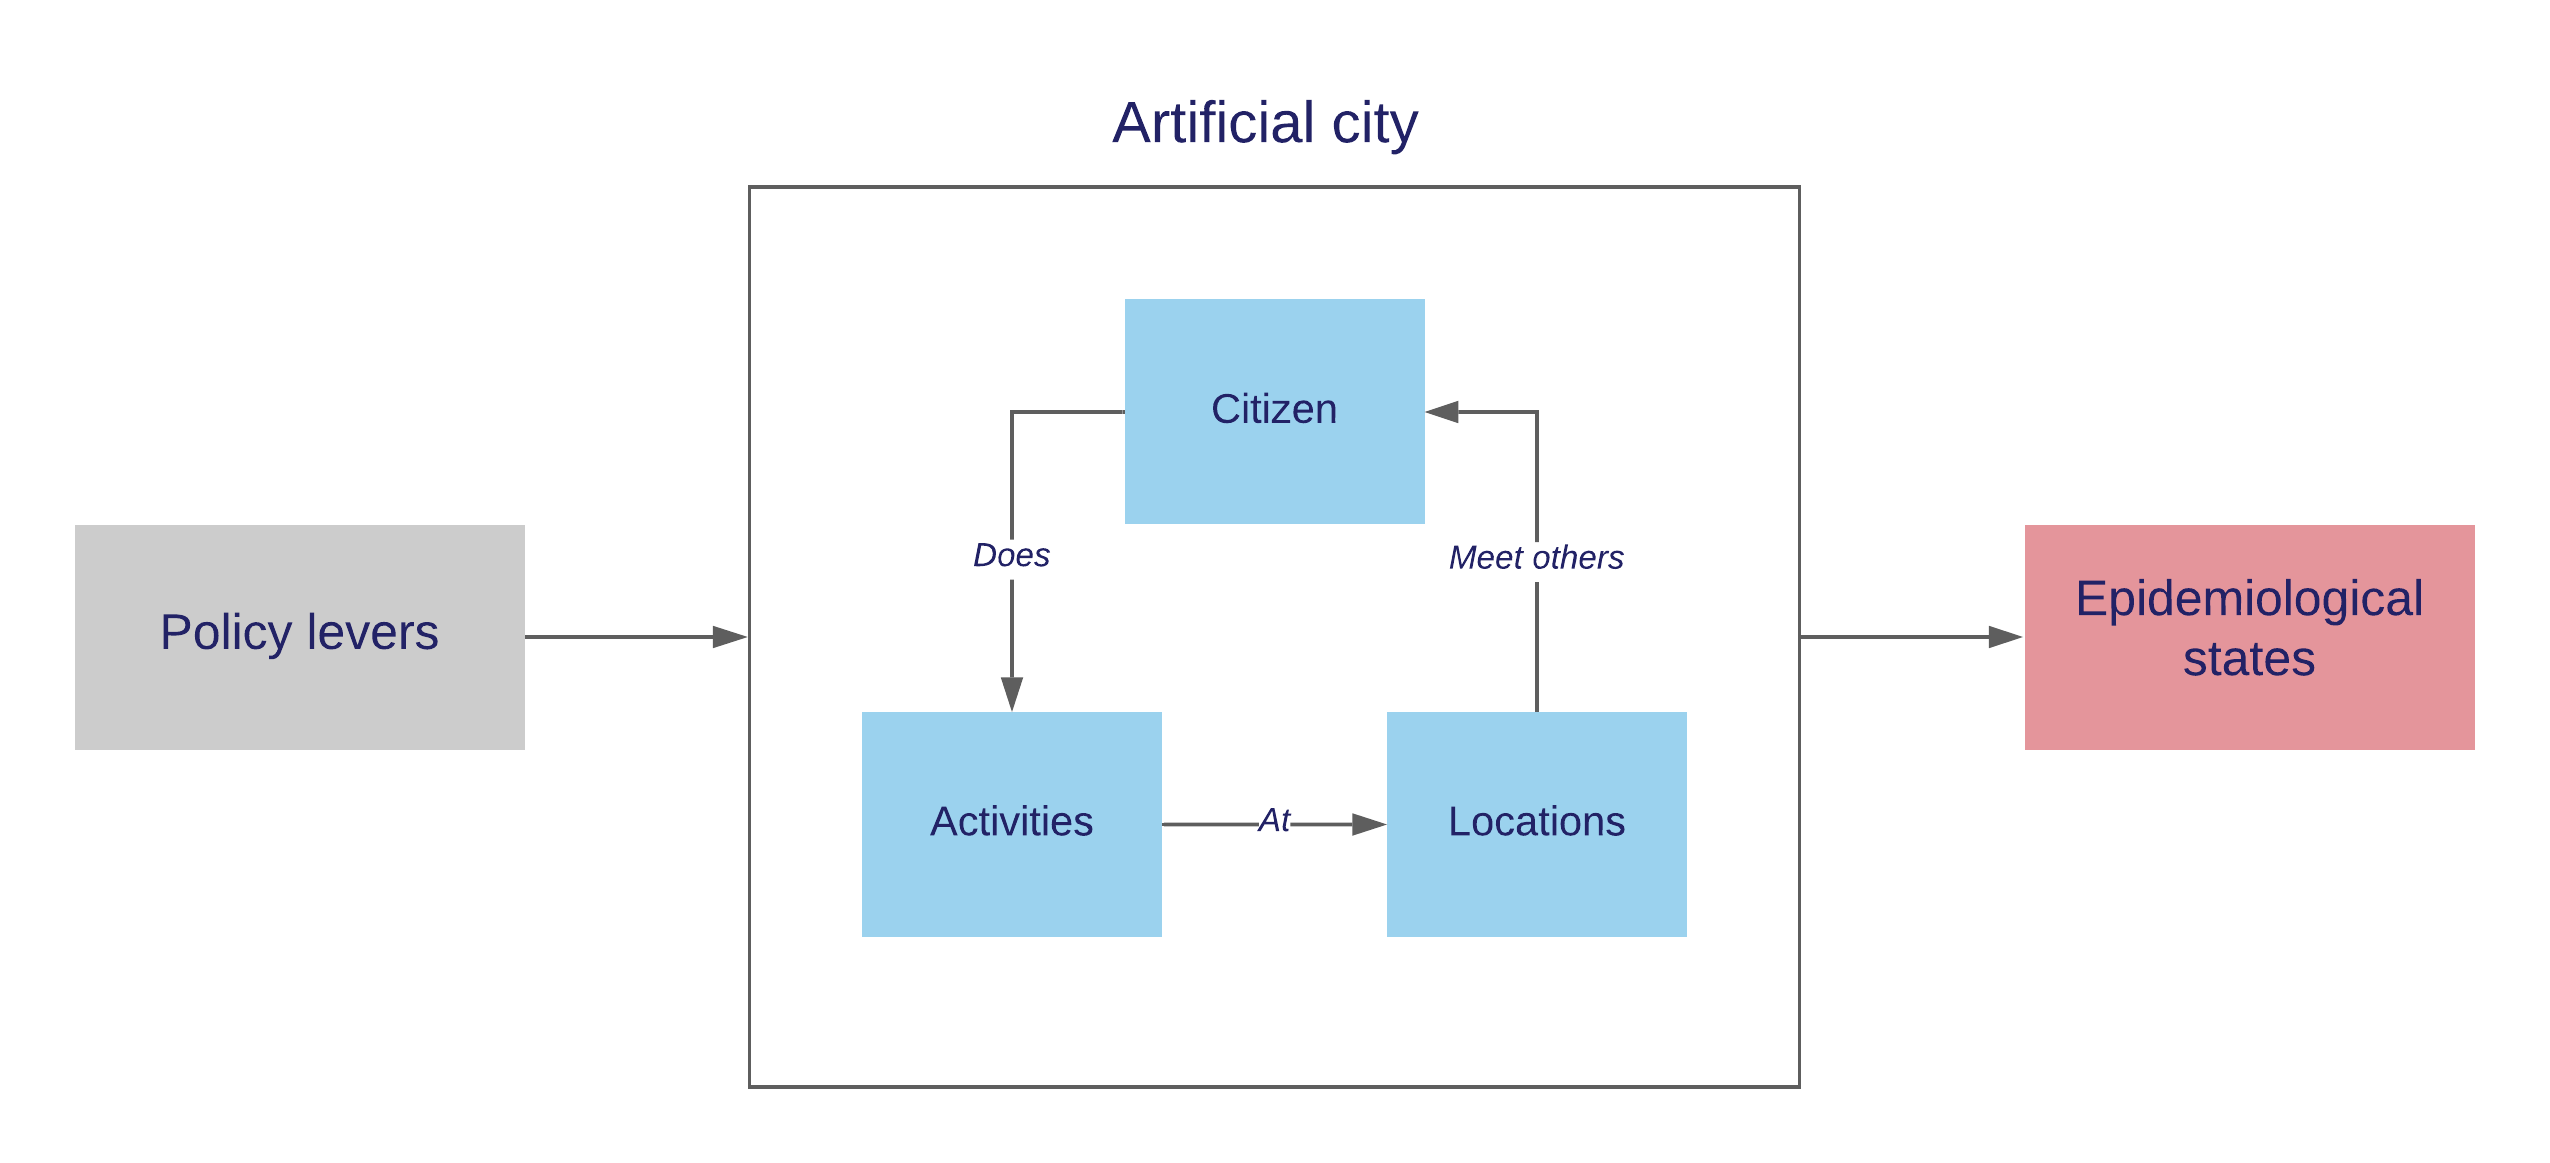 Artificial city
Citizen
Does
Meet others
Policy levers
Epidemiological
states
Activities
At
Locations